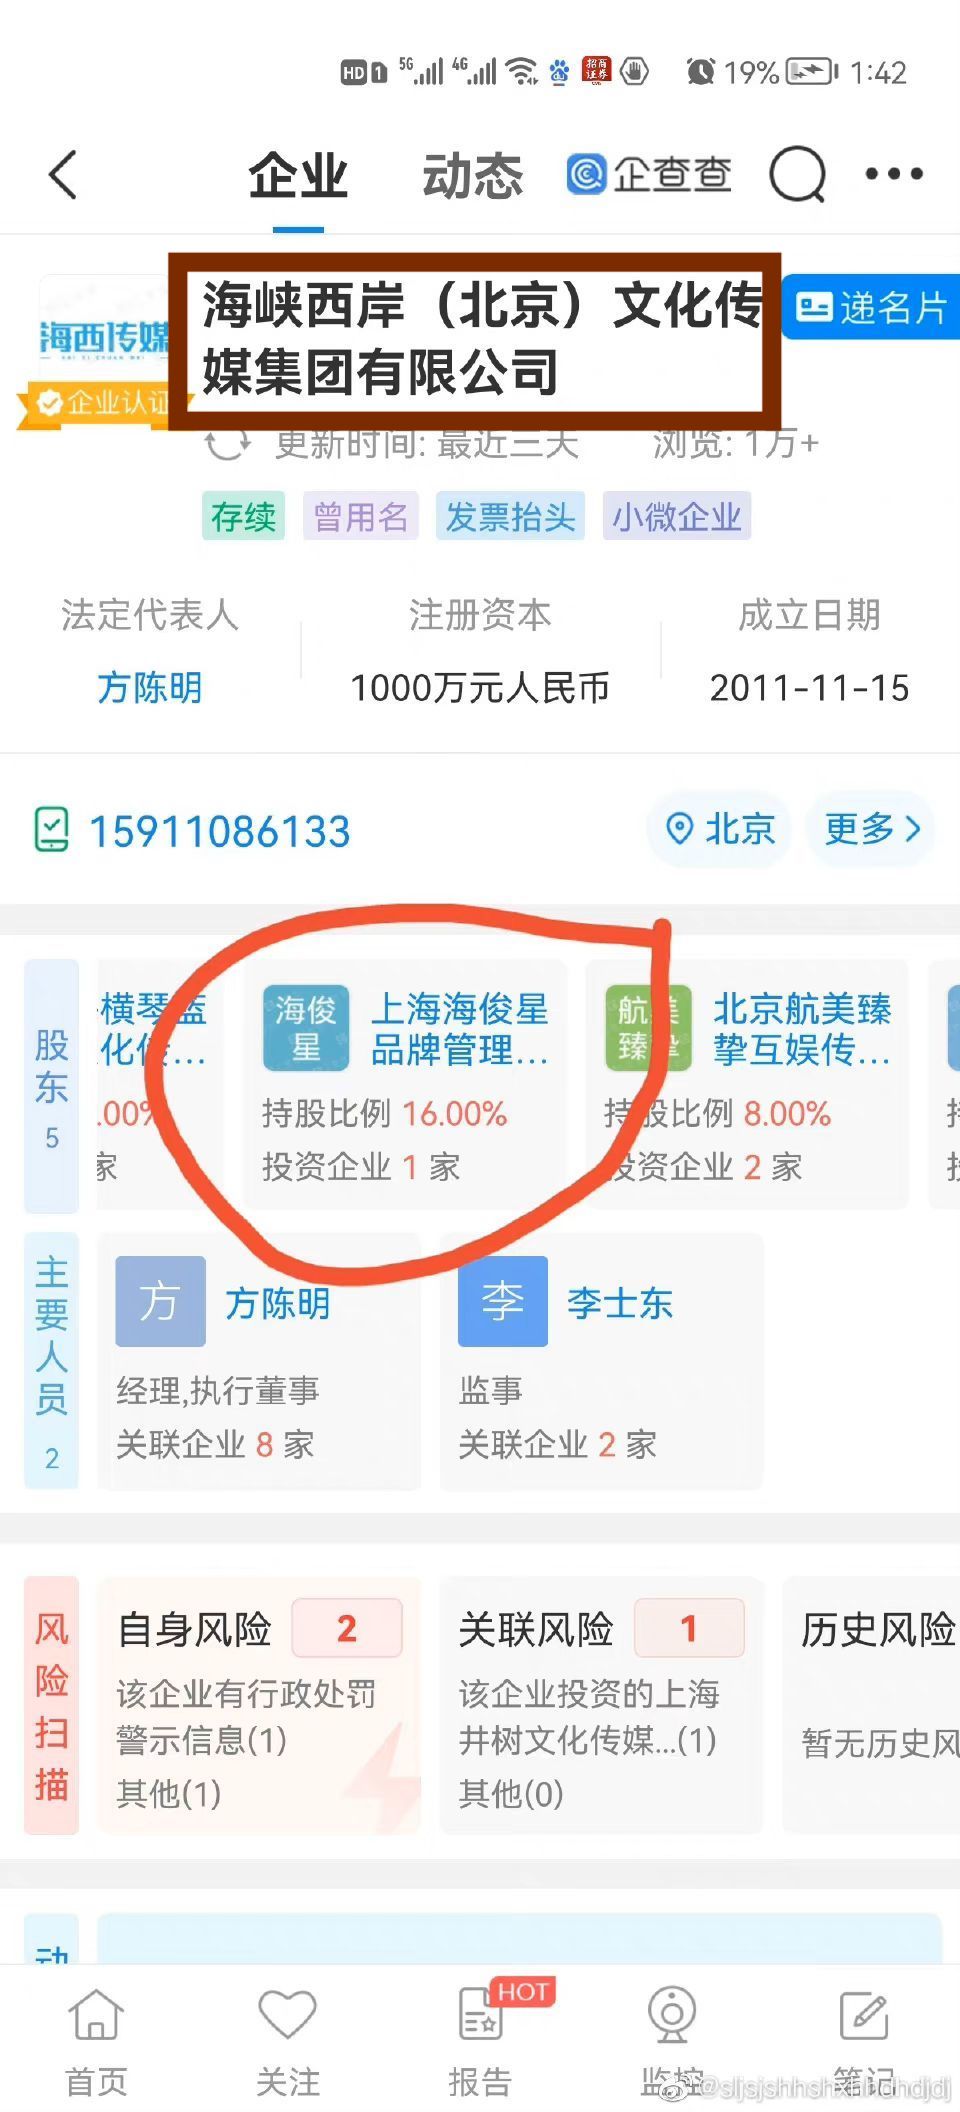 HD 1 5G 4G 招商证券 19% 1:42
企业 动态 企查查
海西传媒
企业认证
海峡西岸（北京）文化传
媒集团有限公司
递名片
更新时间: 最近三天 浏览: 1万+
存续 曾用名 发票抬头 小微企业
法定代表人 注册资本 成立日期
方陈明 1000万元人民币 2011-11-15
15911086133 北京 更多
股东 5
横琴蓝
化传...
.00%
家
海俊星
上海海俊星
品牌管理...
持股比例 16.00%
投资企业 1 家
航美臻挚
北京航美臻
挚互娱传...
持股比例 8.00%
投资企业 2 家
主要人员 2
方 方陈明
经理,执行董事
关联企业 8 家
李 李士东
监事
关联企业 2 家
风险扫描
自身风险 2
该企业有行政处罚
警示信息(1)
其他(1)
关联风险 1
该企业投资的上海
井树文化传媒...(1)
其他(0)
历史风险
暂无历史风
动
首页 关注 报告 HOT 监控 笔记